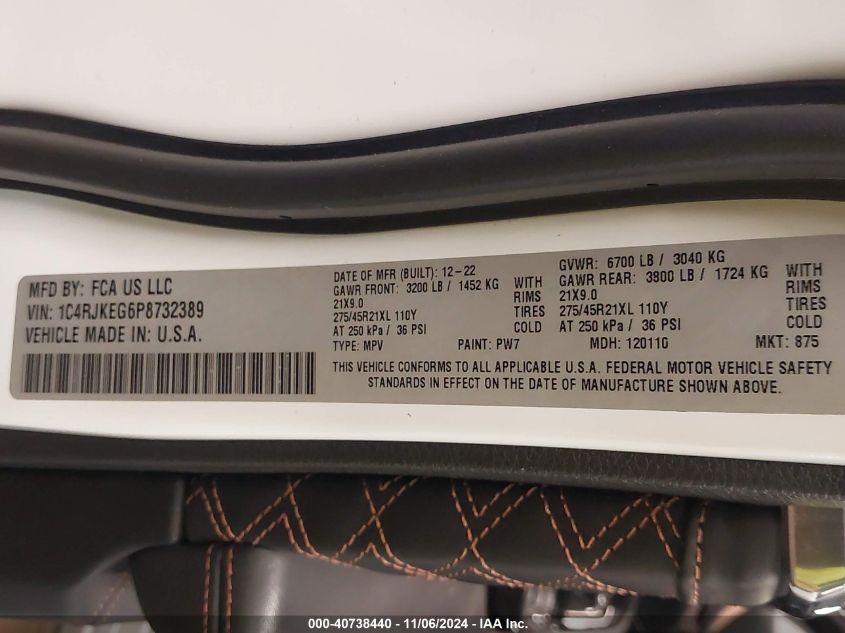 MFD BY: FCA US LLC
VIN: 1C4RJKEG6P8732389
VEHICLE MADE IN: U.S.A.
DATE OF MFR (BUILT): 12-22
GAWR FRONT: 3200 LB / 1452 KG WITH
21X9.0 RIMS
275/45R21XL 110Y TIRES
AT 250 kPa / 36 PSI COLD
TYPE: MPV PAINT: PW7
GVWR: 6700 LB / 3040 KG
GAWR REAR: 3800 LB / 1724 KG WITH
21X9.0 RIMS
275/45R21XL 110Y TIRES
AT 250 kPa / 36 PSI COLD
MDH: 120110 MKT: 875
THIS VEHICLE CONFORMS TO ALL APPLICABLE U.S.A. FEDERAL MOTOR VEHICLE SAFETY
STANDARDS IN EFFECT ON THE DATE OF MANUFACTURE SHOWN ABOVE.
000-40738440 - 11/06/2024 - IAA Inc.